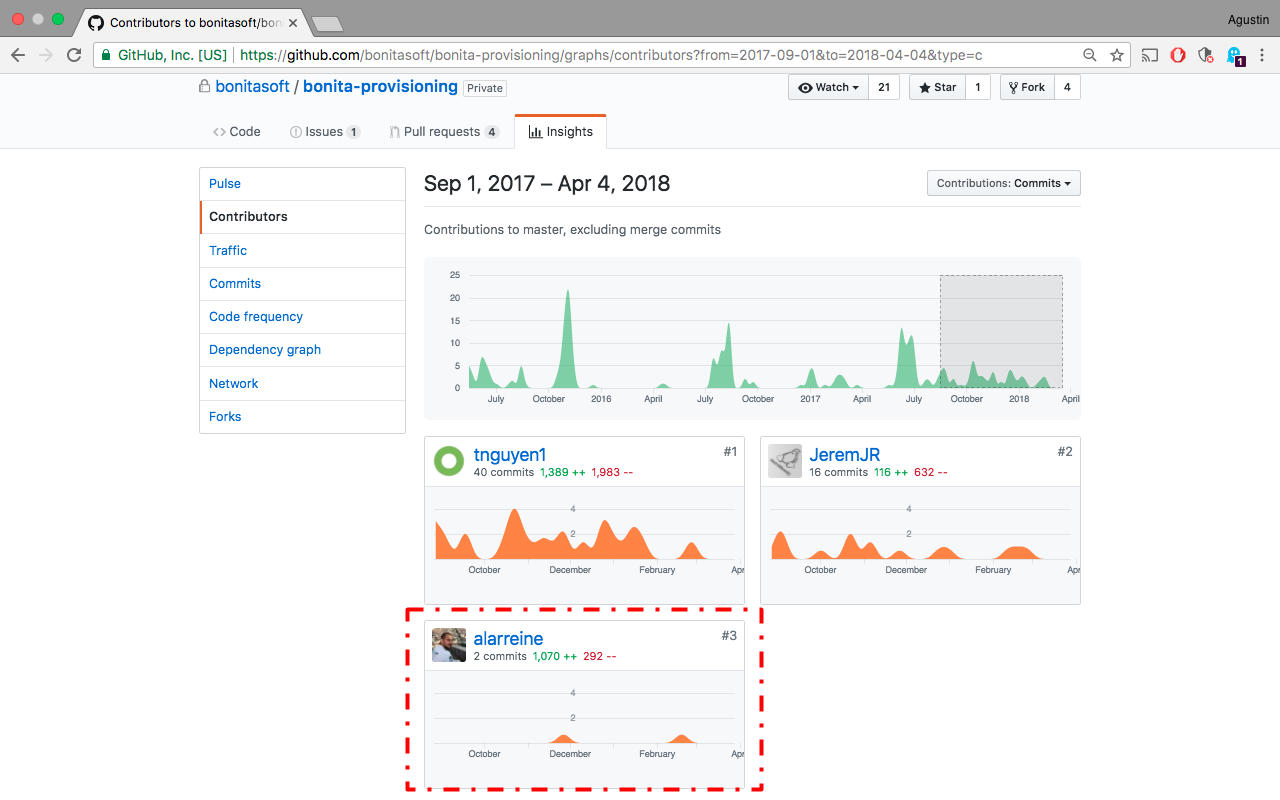 Contributors to bonitasoft/bon
Agustin
GitHub, Inc. [US] https://github.com/bonitasoft/bonita-provisioning/graphs/contributors?from=2017-09-01&to=2018-04-04&type=c
1
bonitasoft / bonita-provisioning Private
Watch 21 Star 1 Fork 4
Code Issues 1 Pull requests 4 Insights
Pulse
Contributors
Traffic
Commits
Code frequency
Dependency graph
Network
Forks
Sep 1, 2017 – Apr 4, 2018
Contributions: Commits
Contributions to master, excluding merge commits
25
20
15
10
5
0
July October 2016 April July October 2017 April July October 2018 April
tnguyen1 #1
40 commits 1,389 ++ 1,983 --
4
2
October December February Apr
JeremJR #2
16 commits 116 ++ 632 --
4
2
October December February Apr
alarreine #3
2 commits 1,070 ++ 292 --
4
2
October December February Apr